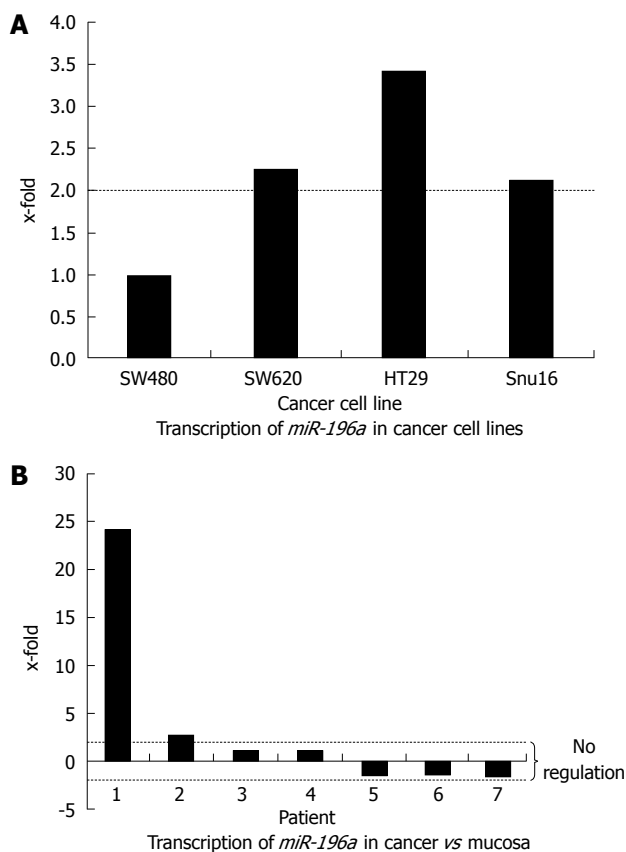 A
4.0
3.5
3.0
2.5
2.0
1.5
1.0
0.5
0.0
x-fold
SW480 SW620 HT29 Snu16
Cancer cell line
Transcription of miR-196a in cancer cell lines
B
30
25
20
15
10
5
0
-5
x-fold
No
regulation
1 2 3 4 5 6 7
Patient
Transcription of miR-196a in cancer vs mucosa